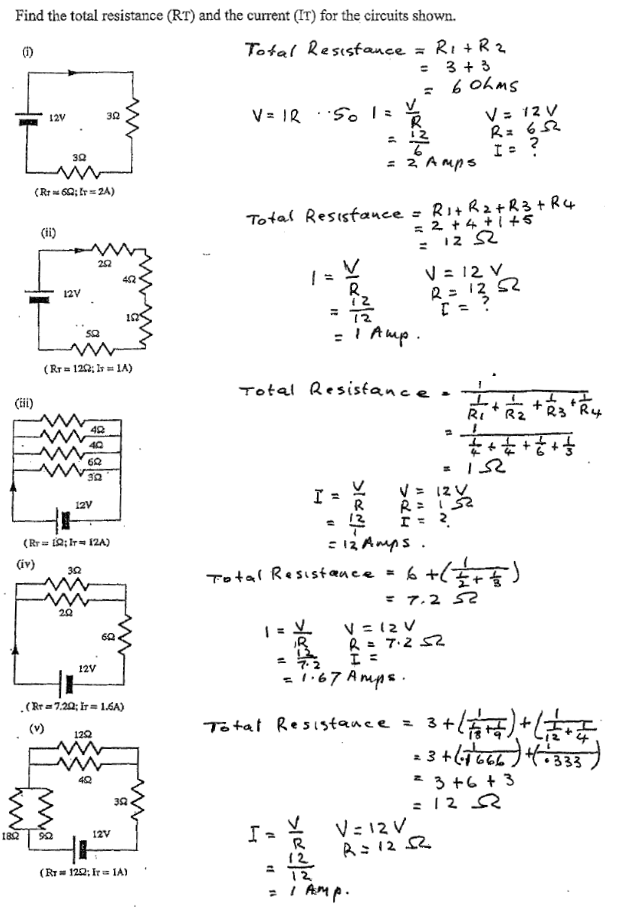 Find the total resistance (RT) and the current (IT) for the circuits shown.
(i)
12V
3Ω
3Ω
(RT = 6Ω; IT = 2A)
Total Resistance = R1 + R2
= 3 + 3
= 6 Ohms
V = IR ∴ So I = V/R
= 12/6
= 2 Amps
V = 12 V
R = 6 Ω
I = ?
(ii)
2Ω
4Ω
12V
1Ω
5Ω
(RT = 12Ω; IT = 1A)
Total Resistance = R1 + R2 + R3 + R4
= 2 + 4 + 1 + 5
= 12 Ω
I = V/R
= 12/12
= 1 Amp.
V = 12 V
R = 12 Ω
I = ?
(iii)
4Ω
4Ω
6Ω
3Ω
12V
(RT = 1Ω; IT = 12A)
Total Resistance = 1/(1/R1 + 1/R2 + 1/R3 + 1/R4)
= 1/(1/4 + 1/4 + 1/6 + 1/3)
= 1 Ω
I = V/R
= 12/1
= 12 Amps.
V = 12 V
R = 1 Ω
I = ?
(iv)
3Ω
2Ω
6Ω
12V
(RT = 7.2Ω; IT = 1.6A)
Total Resistance = 6 + (1/(1/2 + 1/3))
= 7.2 Ω
I = V/R
= 12/7.2
= 1.67 Amps.
V = 12 V
R = 7.2 Ω
I =
(v)
12Ω
4Ω
3Ω
18Ω
9Ω
12V
(RT = 12Ω; IT = 1A)
Total Resistance = 3 + (1/(1/18 + 1/9)) + (1/(1/12 + 1/4))
= 3 + (1/.1666) + (1/.333)
= 3 + 6 + 3
= 12 Ω
I = V/R
= 12/12
= 1 Amp.
V = 12 V
R = 12 Ω